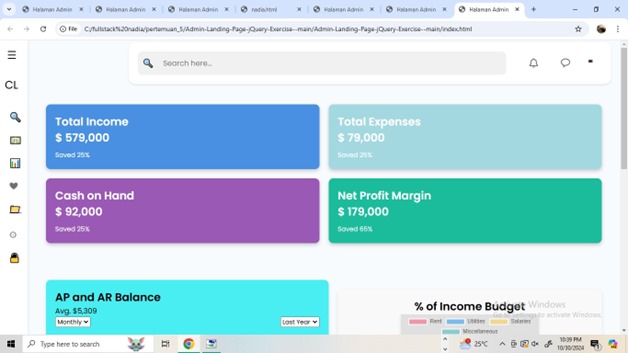 Halaman Admin
Halaman Admin
Halaman Admin
nadia.html
Halaman Admin
Halaman Admin
Halaman Admin
File
C:/fullstack%20nadia/pertemuan_5/Admin-Landing-Page-jQuery-Exercise--main/Admin-Landing-Page-jQuery-Exercise--main/index.html
Search here...
CL
Total Income
$ 579,000
Saved 25%
Total Expenses
$ 79,000
Saved 25%
Cash on Hand
$ 92,000
Saved 25%
Net Profit Margin
$ 179,000
Saved 65%
AP and AR Balance
Avg. $5,309
Monthly
Last Year
% of Income Budget
Rent
Utilities
Salaries
Miscellaneous
Activate Windows
Go to Settings to activate Windows.
Type here to search
25°C
10:39 PM
10/30/2024